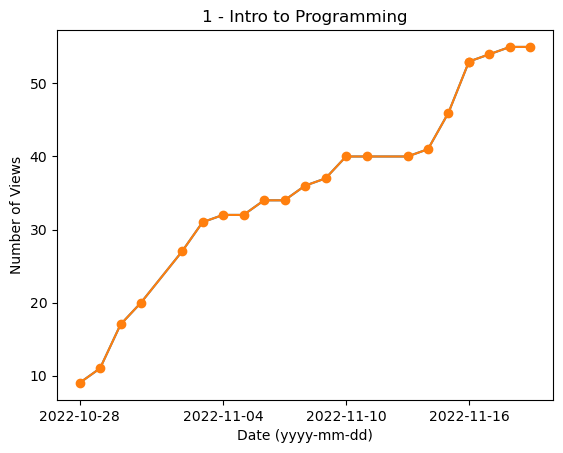 1 - Intro to Programming
Number of Views
50
40
30
20
10
2022-10-28 2022-11-04 2022-11-10 2022-11-16
Date (yyyy-mm-dd)